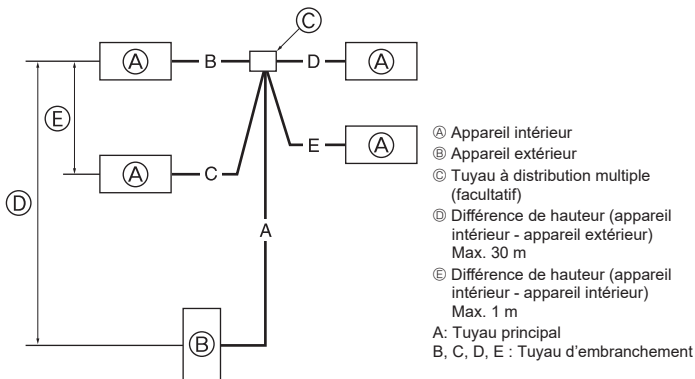 Ⓒ
Ⓐ B D Ⓐ
Ⓔ
Ⓐ C E Ⓐ
Ⓓ
A
Ⓑ
Ⓐ Appareil intérieur
Ⓑ Appareil extérieur
Ⓒ Tuyau à distribution multiple
(facultatif)
Ⓓ Différence de hauteur (appareil
intérieur - appareil extérieur)
Max. 30 m
Ⓔ Différence de hauteur (appareil
intérieur - appareil intérieur)
Max. 1 m
A: Tuyau principal
B, C, D, E : Tuyau d’embranchement